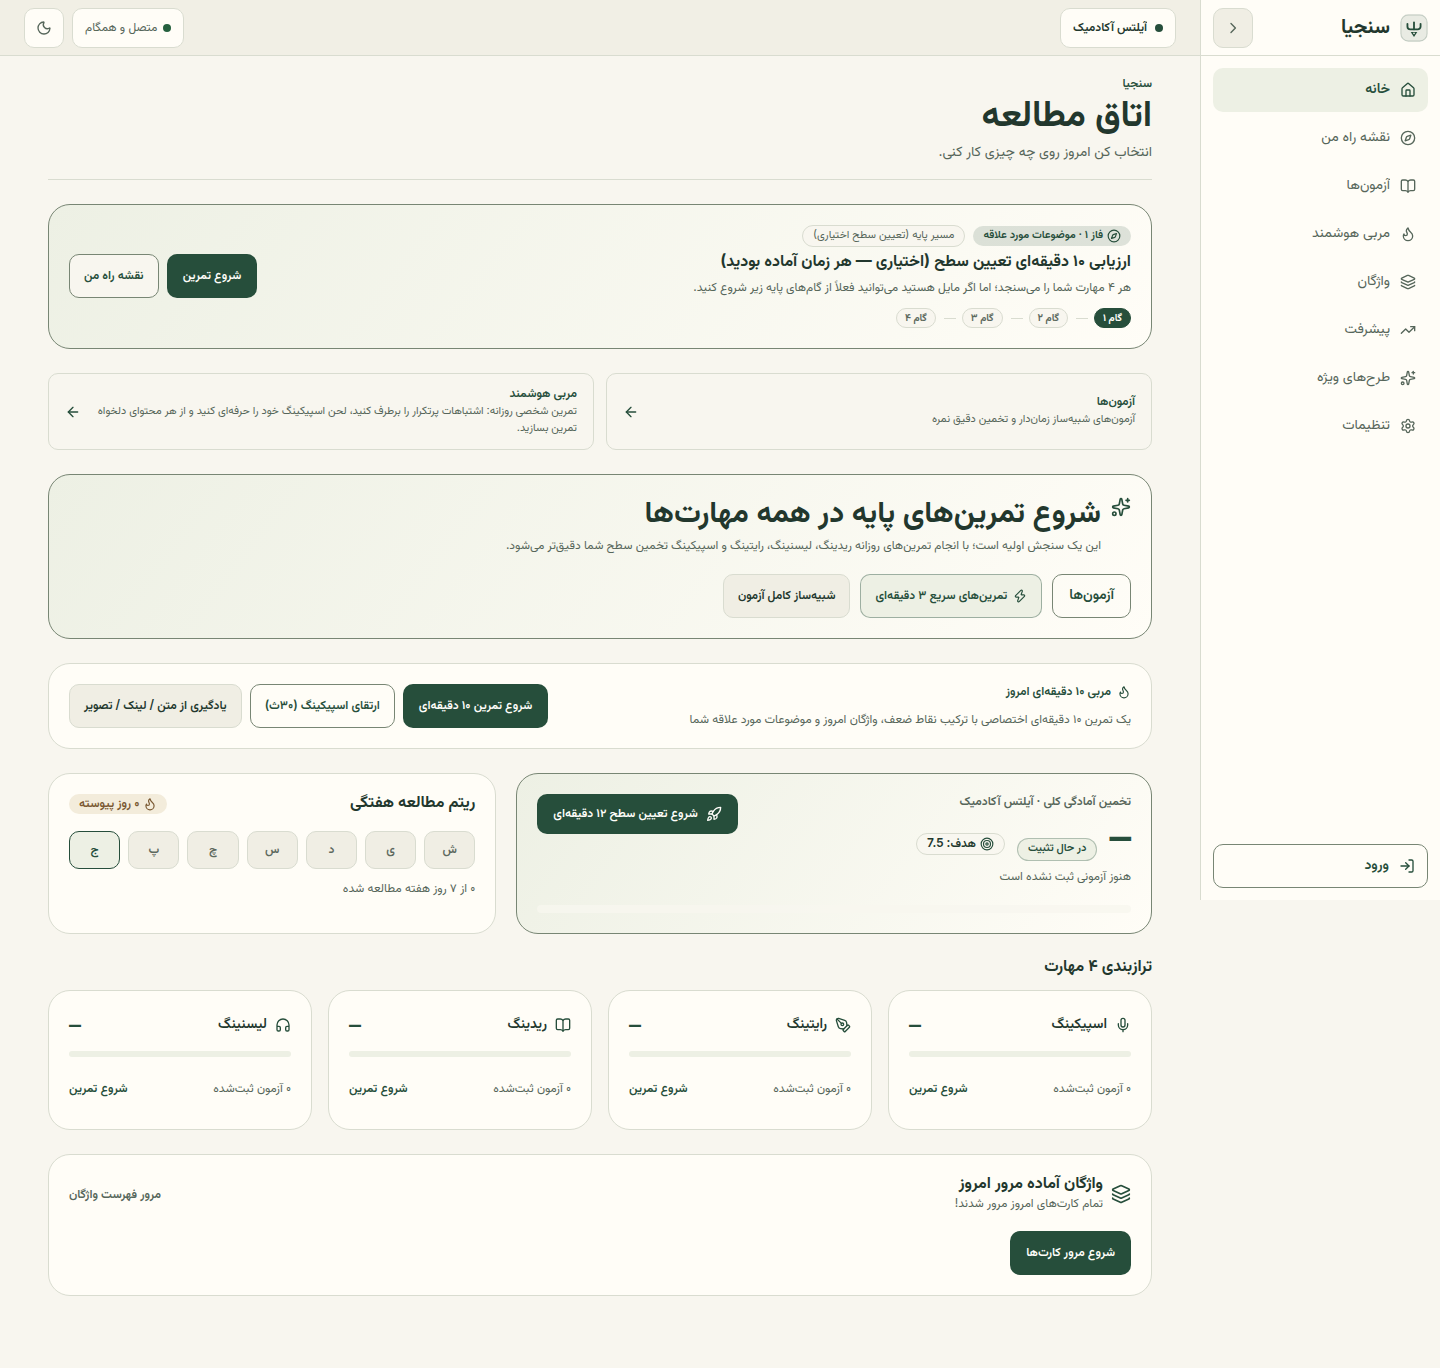 سنجیا
آیلتس آکادمیک
متصل و همگام
خانه
نقشه راه من
آزمون‌ها
مربی هوشمند
واژگان
پیشرفت
طرح‌های ویژه
تنظیمات
ورود
سنجیا
اتاق مطالعه
انتخاب کن امروز روی چه چیزی کار کنی.
فاز ۱ · موضوعات مورد علاقه
مسیر پایه (تعیین سطح اختیاری)
ارزیابی ۱۰ دقیقه‌ای تعیین سطح (اختیاری — هر زمان آماده بودید)
هر ۴ مهارت شما را می‌سنجد؛ اما اگر مایل هستید می‌توانید فعلاً از گام‌های پایه زیر شروع کنید.
گام ۱ — گام ۲ — گام ۳ — گام ۴
شروع تمرین
نقشه راه من
آزمون‌ها
آزمون‌های شبیه‌ساز زمان‌دار و تخمین دقیق نمره
مربی هوشمند
تمرین شخصی روزانه: اشتباهات پرتکرار را برطرف کنید، لحن اسپیکینگ خود را حرفه‌ای کنید و از هر محتوای دلخواه
تمرین بسازید.
شروع تمرین‌های پایه در همه مهارت‌ها
این یک سنجش اولیه است؛ با انجام تمرین‌های روزانه ریدینگ، لیسنینگ، رایتینگ و اسپیکینگ تخمین سطح شما دقیق‌تر می‌شود.
آزمون‌ها
تمرین‌های سریع ۳ دقیقه‌ای
شبیه‌ساز کامل آزمون
مربی ۱۰ دقیقه‌ای امروز
یک تمرین ۱۰ دقیقه‌ای اختصاصی با ترکیب نقاط ضعف، واژگان امروز و موضوعات مورد علاقه شما
شروع تمرین ۱۰ دقیقه‌ای
ارتقای اسپیکینگ (۳۰ث)
یادگیری از متن / لینک / تصویر
تخمین آمادگی کلی · آیلتس آکادمیک
—
در حال تثبیت
هدف: 7.5
هنوز آزمونی ثبت نشده است
شروع تعیین سطح ۱۲ دقیقه‌ای
ریتم مطالعه هفتگی
۰ روز پیوسته
ش ی د س چ پ ج
۰ از ۷ روز هفته مطالعه شده
ترازبندی ۴ مهارت
اسپیکینگ —
۰ آزمون ثبت‌شده شروع تمرین
رایتینگ —
۰ آزمون ثبت‌شده شروع تمرین
ریدینگ —
۰ آزمون ثبت‌شده شروع تمرین
لیسنینگ —
۰ آزمون ثبت‌شده شروع تمرین
واژگان آماده مرور امروز
تمام کارت‌های امروز مرور شدند!
مرور فهرست واژگان
شروع مرور کارت‌ها